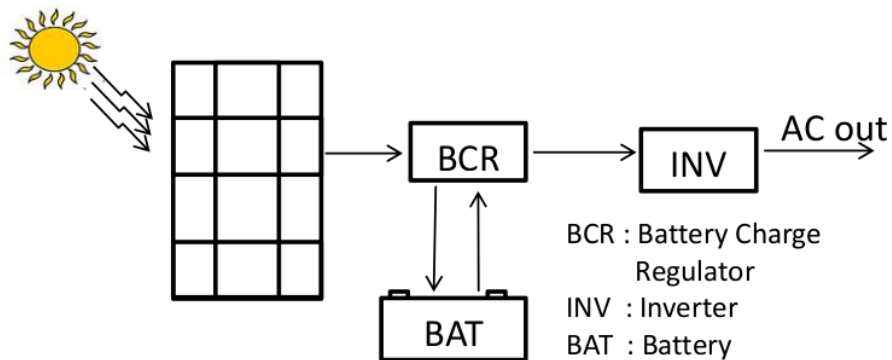 AC out
BCR
INV
BCR : Battery Charge
Regulator
INV : Inverter
BAT
BAT : Battery